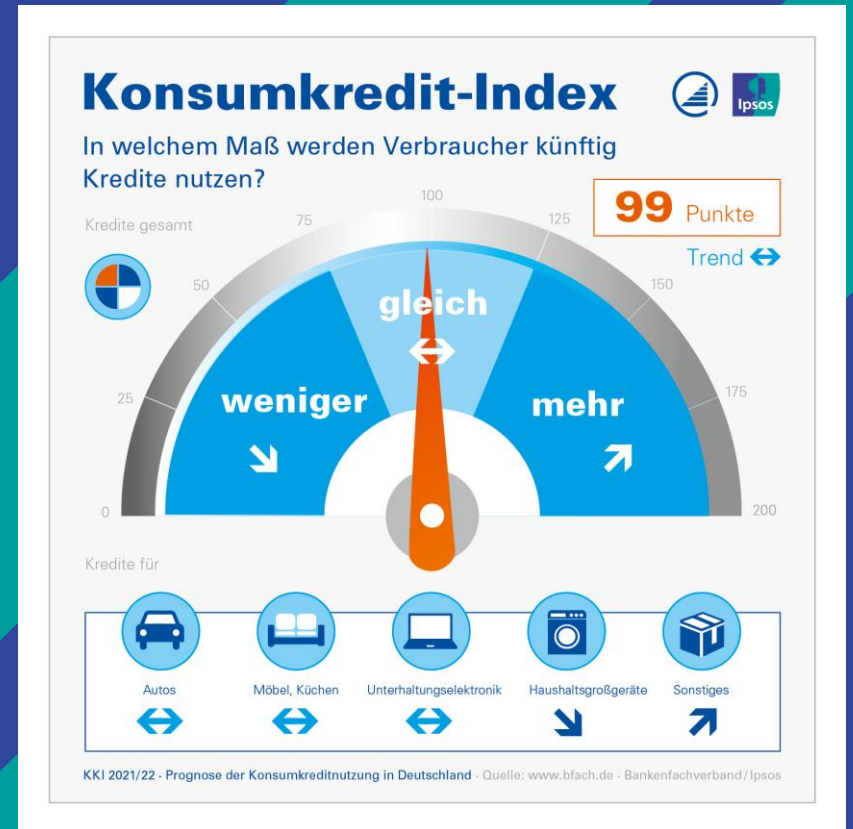 Konsumkredit-Index
Ipsos
In welchem Maß werden Verbraucher künftig
Kredite nutzen?
99 Punkte
Trend
Kredite gesamt
0
25
50
75
100
125
150
175
200
weniger
gleich
mehr
Kredite für
Autos
Möbel, Küchen
Unterhaltungselektronik
Haushaltsgroßgeräte
Sonstiges
KKI 2021/22 - Prognose der Konsumkreditnutzung in Deutschland - Quelle: www.bfach.de - Bankenfachverband/Ipsos